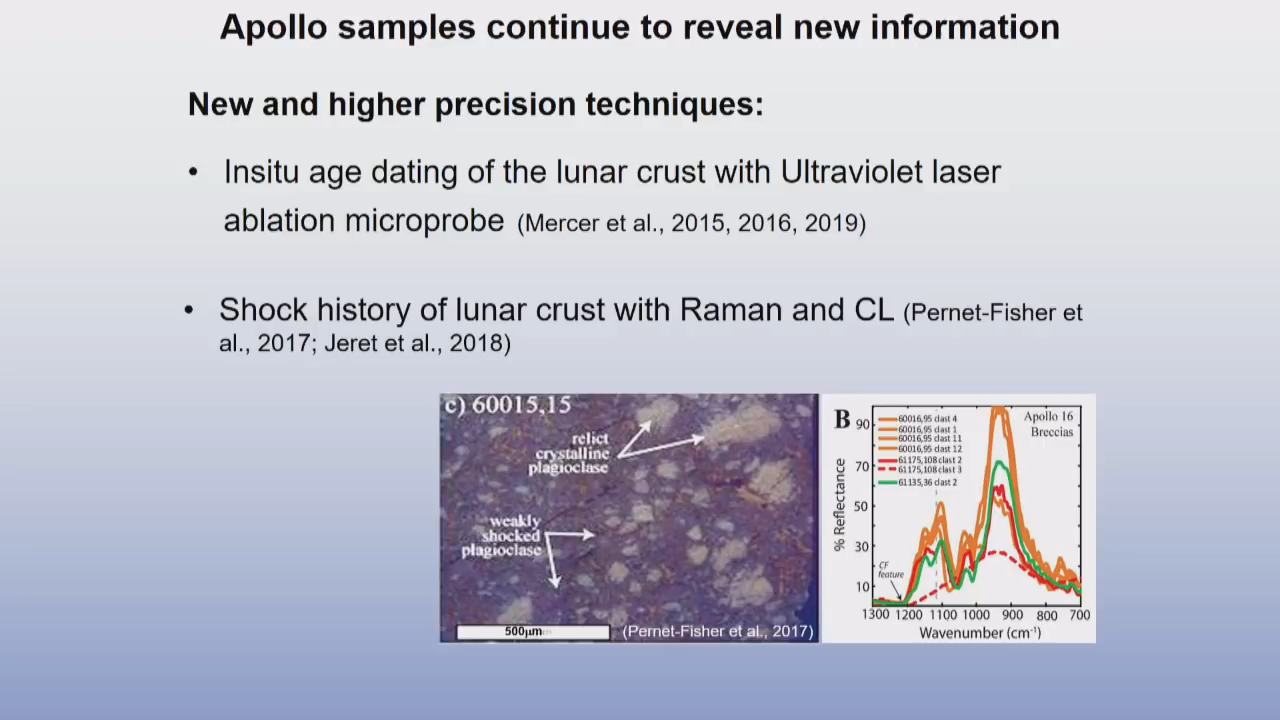 Apollo samples continue to reveal new information
New and higher precision techniques:
• Insitu age dating of the lunar crust with Ultraviolet laser
ablation microprobe (Mercer et al., 2015, 2016, 2019)
• Shock history of lunar crust with Raman and CL (Pernet-Fisher et
al., 2017; Jeret et al., 2018)
c) 60015,15
relict
crystalline
plagioclase
weakly
shocked
plagioclase
500µm
(Pernet-Fisher et al., 2017)
B
Apollo 16
Breccias
60016,95 clast 4
60016,95 clast 1
60016,95 clast 11
60016,95 clast 12
61175,108 clast 2
61175,108 clast 3
61135,36 clast 2
% Reflectance
90
70
50
30
10
CF
feature
1300 1200 1100 1000 900 800 700
Wavenumber (cm⁻¹)